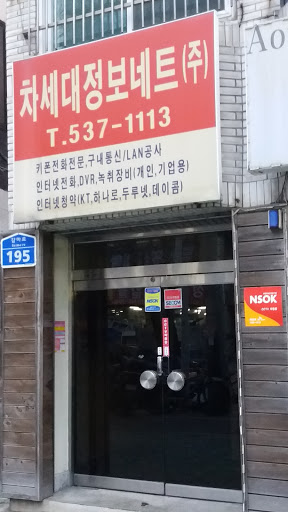 차세대정보네트(주)
T.537-1113
키폰전화전문,구내통신/LAN공사
인터넷전화,DVR,녹취장비(개인,기업용)
인터넷청약(KT,하나로,두루넷,데이콤)
Ao
195
NSOK
NSOK